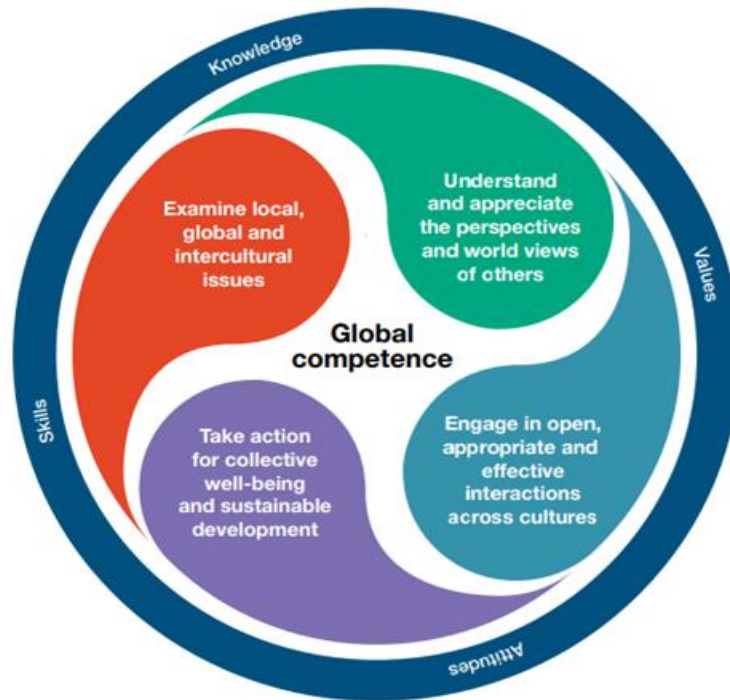 Knowledge
Examine local,
global and
intercultural
issues
Understand
and appreciate
the perspectives
and world views
of others
Values
Global
competence
Skills
Take action
for collective
well-being
and sustainable
development
Engage in open,
appropriate and
effective
interactions
across cultures
Attitudes